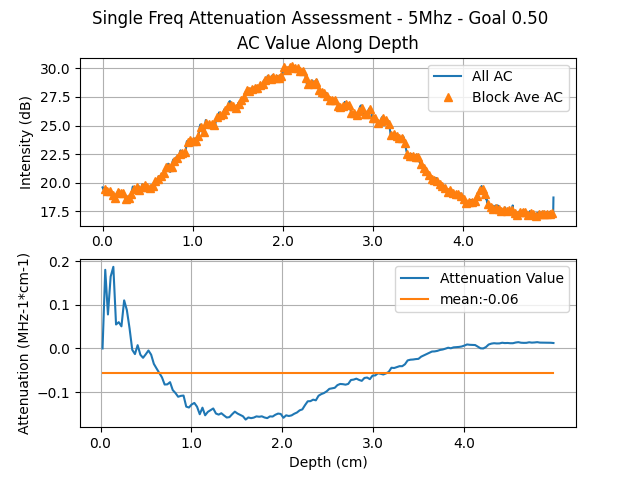 Single Freq Attenuation Assessment - 5Mhz - Goal 0.50
AC Value Along Depth
Intensity (dB)
30.0
27.5
25.0
22.5
20.0
17.5
All AC
Block Ave AC
0.0 1.0 2.0 3.0 4.0
Attenuation (MHz-1*cm-1)
0.2
0.1
0.0
−0.1
Attenuation Value
mean:-0.06
0.0 1.0 2.0 3.0 4.0
Depth (cm)